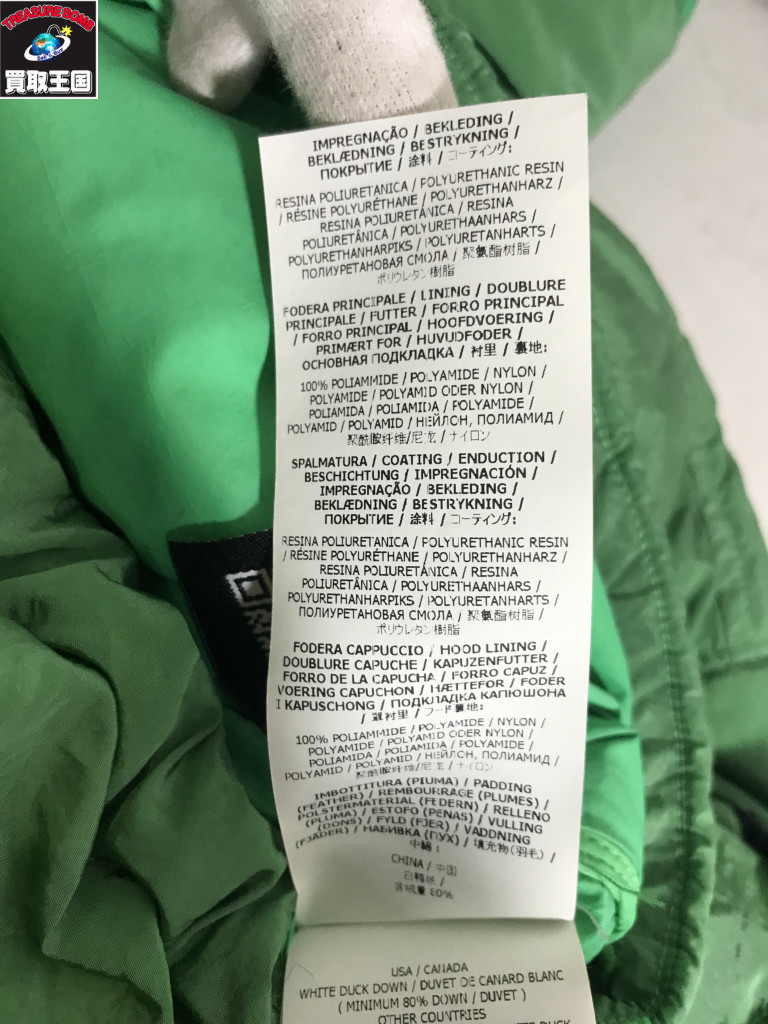 TREASURE BOMB
買取王国
IMPREGNAÇÃO / BEKLEDING /
BEKLÆDNING / BESTRYKNING /
ПОКРЫТИЕ / 涂料 / コーティング:
RESINA POLIURETANICA / POLYURETHANIC RESIN
/ RÉSINE POLYURÉTHANE / POLYURETHANHARZ /
RESINA POLIURETÁNICA / RESINA
POLIURETÂNICA / POLYURETHAANHARS /
POLYURETHANHARPIKS / POLYURETANHARTS /
ПОЛИУРЕТАНОВАЯ СМОЛА / 聚氨酯树脂 /
ポリウレタン樹脂
FODERA PRINCIPALE / LINING / DOUBLURE
PRINCIPALE / FUTTER / FORRO PRINCIPAL
/ FORRO PRINCIPAL / HOOFDVOERING /
PRIMÆRT FOR / HUVUDFODER /
ОСНОВНАЯ ПОДКЛАДКА / 衬里 / 裏地:
100% POLIAMMIDE / POLYAMIDE / NYLON /
POLYAMIDE / POLYAMID ODER NYLON /
POLIAMIDA / POLIAMIDA / POLYAMIDE /
POLYAMID / POLYAMID / НЕЙЛОН, ПОЛИАМИД /
聚酰胺纤维/尼龙 / ナイロン
SPALMATURA / COATING / ENDUCTION /
BESCHICHTUNG / IMPREGNACIÓN /
IMPREGNAÇÃO / BEKLEDING /
BEKLÆDNING / BESTRYKNING /
ПОКРЫТИЕ / 涂料 / コーティング:
RESINA POLIURETANICA / POLYURETHANIC RESIN
/ RÉSINE POLYURÉTHANE / POLYURETHANHARZ /
RESINA POLIURETÁNICA / RESINA
POLIURETÂNICA / POLYURETHAANHARS /
POLYURETHANHARPIKS / POLYURETANHARTS /
ПОЛИУРЕТАНОВАЯ СМОЛА / 聚氨酯树脂 /
ポリウレタン樹脂
FODERA CAPPUCCIO / HOOD LINING /
DOUBLURE CAPUCHE / KAPUZENFUTTER /
FORRO DE LA CAPUCHA / FORRO CAPUZ /
VOERING CAPUCHON / HÆTTEFOR / FODER
I KAPUSCHONG / ПОДКЛАДКА КАПЮШОНА
/ 罩衬里 / フード裏地:
100% POLIAMMIDE / POLYAMIDE / NYLON /
POLYAMIDE / POLYAMID ODER NYLON /
POLIAMIDA / POLIAMIDA / POLYAMIDE /
POLYAMID / POLYAMID / НЕЙЛОН, ПОЛИАМИД /
聚酰胺纤维/尼龙 / ナイロン
IMBOTTITURA (PIUMA) / PADDING
(FEATHER) / REMBOURRAGE (PLUMES) /
POLSTERMATERIAL (FEDERN) / RELLENO
(PLUMA) / ESTOFO (PENAS) / VULLING
(DONS) / FYLD (FJER) / VADDNING
(FJÄDER) / НАБИВКА (ПУХ) / 填充物(羽毛) /
中綿:
CHINA / 中国
白鸭绒 /
含绒量 80%
USA / CANADA
WHITE DUCK DOWN / DUVET DE CANARD BLANC
( MINIMUM 80% DOWN / DUVET )
OTHER COUNTRIES
DUCK